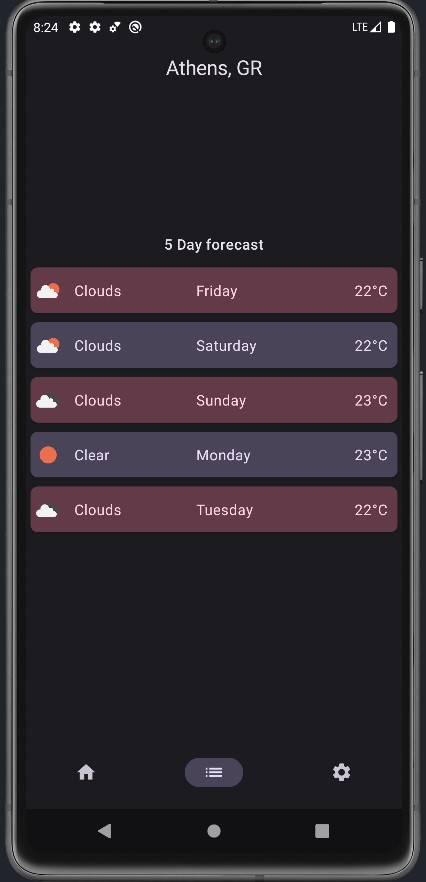 8:24 LTE
Athens, GR
5 Day forecast
Clouds Friday 22°C
Clouds Saturday 22°C
Clouds Sunday 23°C
Clear Monday 23°C
Clouds Tuesday 22°C